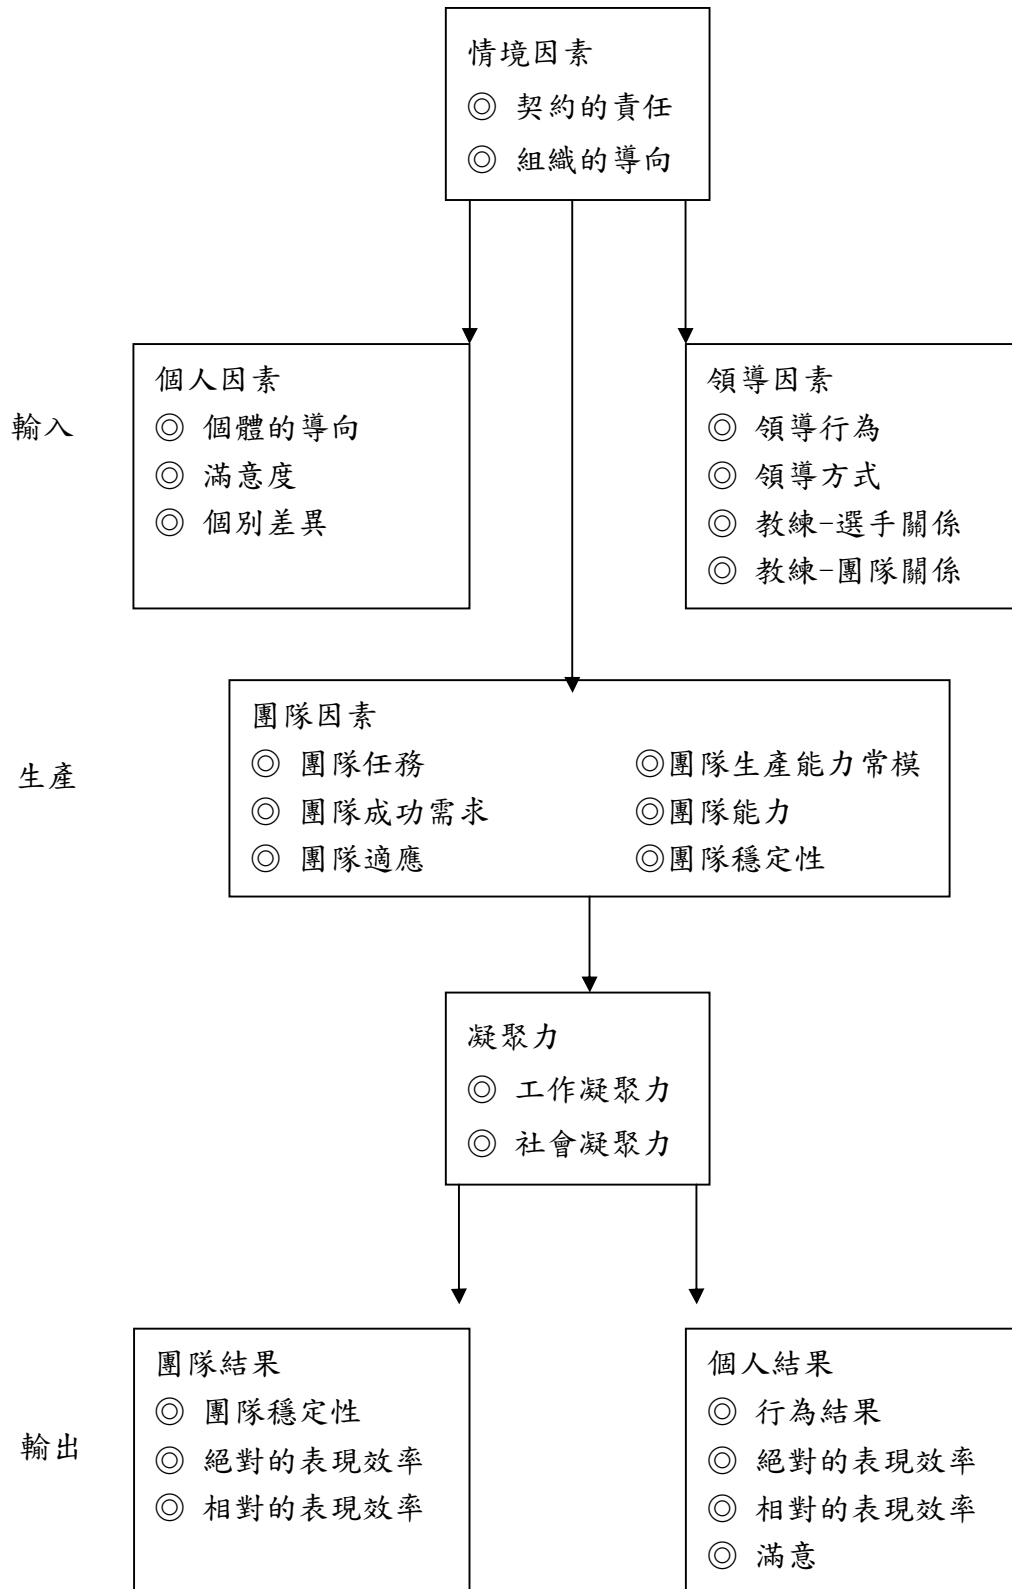 情境因素
◎ 契約的責任
◎ 組織的導向
輸入
個人因素
◎ 個體的導向
◎ 滿意度
◎ 個別差異
領導因素
◎ 領導行為
◎ 領導方式
◎ 教練-選手關係
◎ 教練-團隊關係
生產
團隊因素
◎ 團隊任務
◎ 團隊成功需求
◎ 團隊適應
◎團隊生產能力常模
◎團隊能力
◎團隊穩定性
凝聚力
◎ 工作凝聚力
◎ 社會凝聚力
輸出
團隊結果
◎ 團隊穩定性
◎ 絕對的表現效率
◎ 相對的表現效率
個人結果
◎ 行為結果
◎ 絕對的表現效率
◎ 相對的表現效率
◎ 滿意